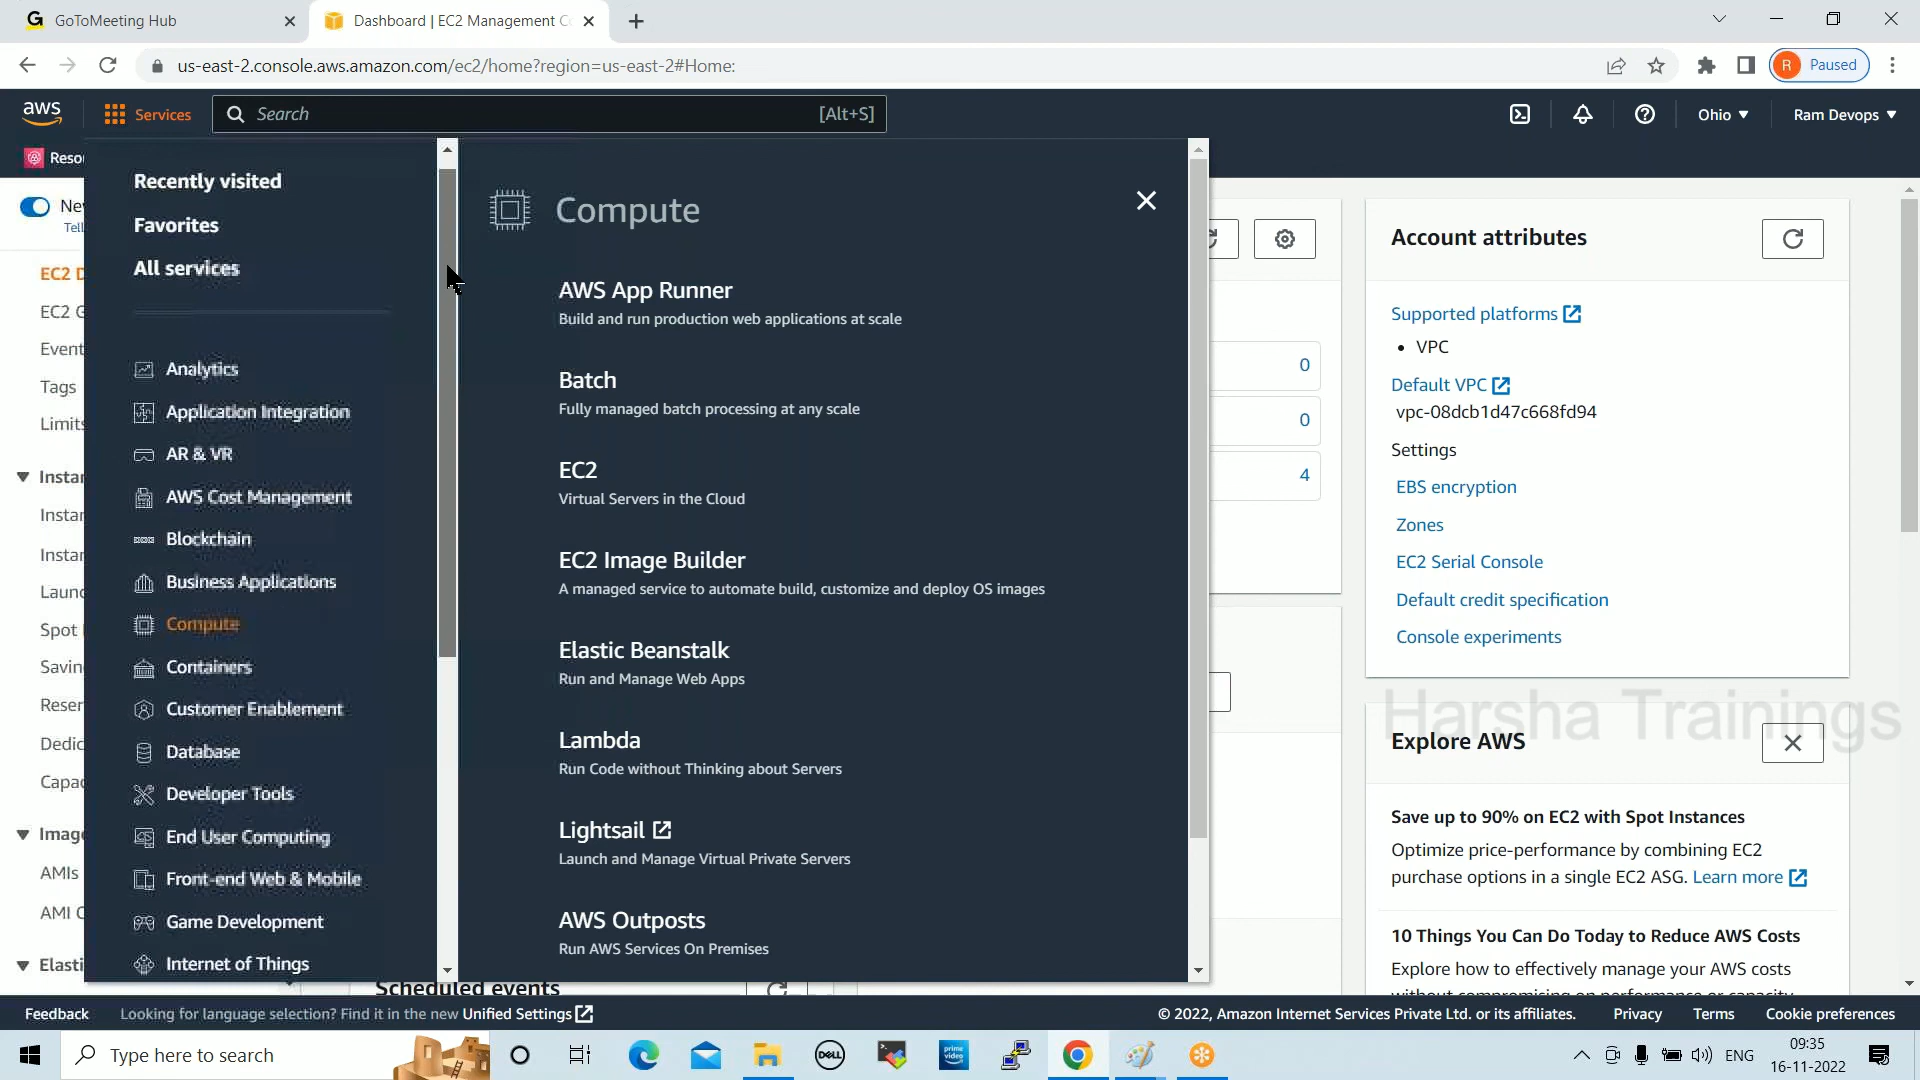 GoToMeeting Hub
Dashboard | EC2 Management C
us-east-2.console.aws.amazon.com/ec2/home?region=us-east-2#Home:
R Paused
aws
Services
Search
[Alt+S]
Ohio
Ram Devops
Recently visited
Favorites
All services
Analytics
Application Integration
AR & VR
AWS Cost Management
Blockchain
Business Applications
Compute
Containers
Customer Enablement
Database
Developer Tools
End User Computing
Front-end Web & Mobile
Game Development
Internet of Things
Tags
AMIs
Compute
AWS App Runner
Build and run production web applications at scale
Batch
Fully managed batch processing at any scale
EC2
Virtual Servers in the Cloud
EC2 Image Builder
A managed service to automate build, customize and deploy OS images
Elastic Beanstalk
Run and Manage Web Apps
Lambda
Run Code without Thinking about Servers
Lightsail
Launch and Manage Virtual Private Servers
AWS Outposts
Run AWS Services On Premises
Scheduled events
0
0
4
Account attributes
Supported platforms
• VPC
Default VPC
vpc-08dcb1d47c668fd94
Settings
EBS encryption
Zones
EC2 Serial Console
Default credit specification
Console experiments
Harsha Trainings
Explore AWS
Save up to 90% on EC2 with Spot Instances
Optimize price-performance by combining EC2
purchase options in a single EC2 ASG. Learn more
10 Things You Can Do Today to Reduce AWS Costs
Explore how to effectively manage your AWS costs
Feedback
Looking for language selection? Find it in the new Unified Settings
© 2022, Amazon Internet Services Private Ltd. or its affiliates.
Privacy
Terms
Cookie preferences
Type here to search
DELL
prime video
ENG
09:35
16-11-2022